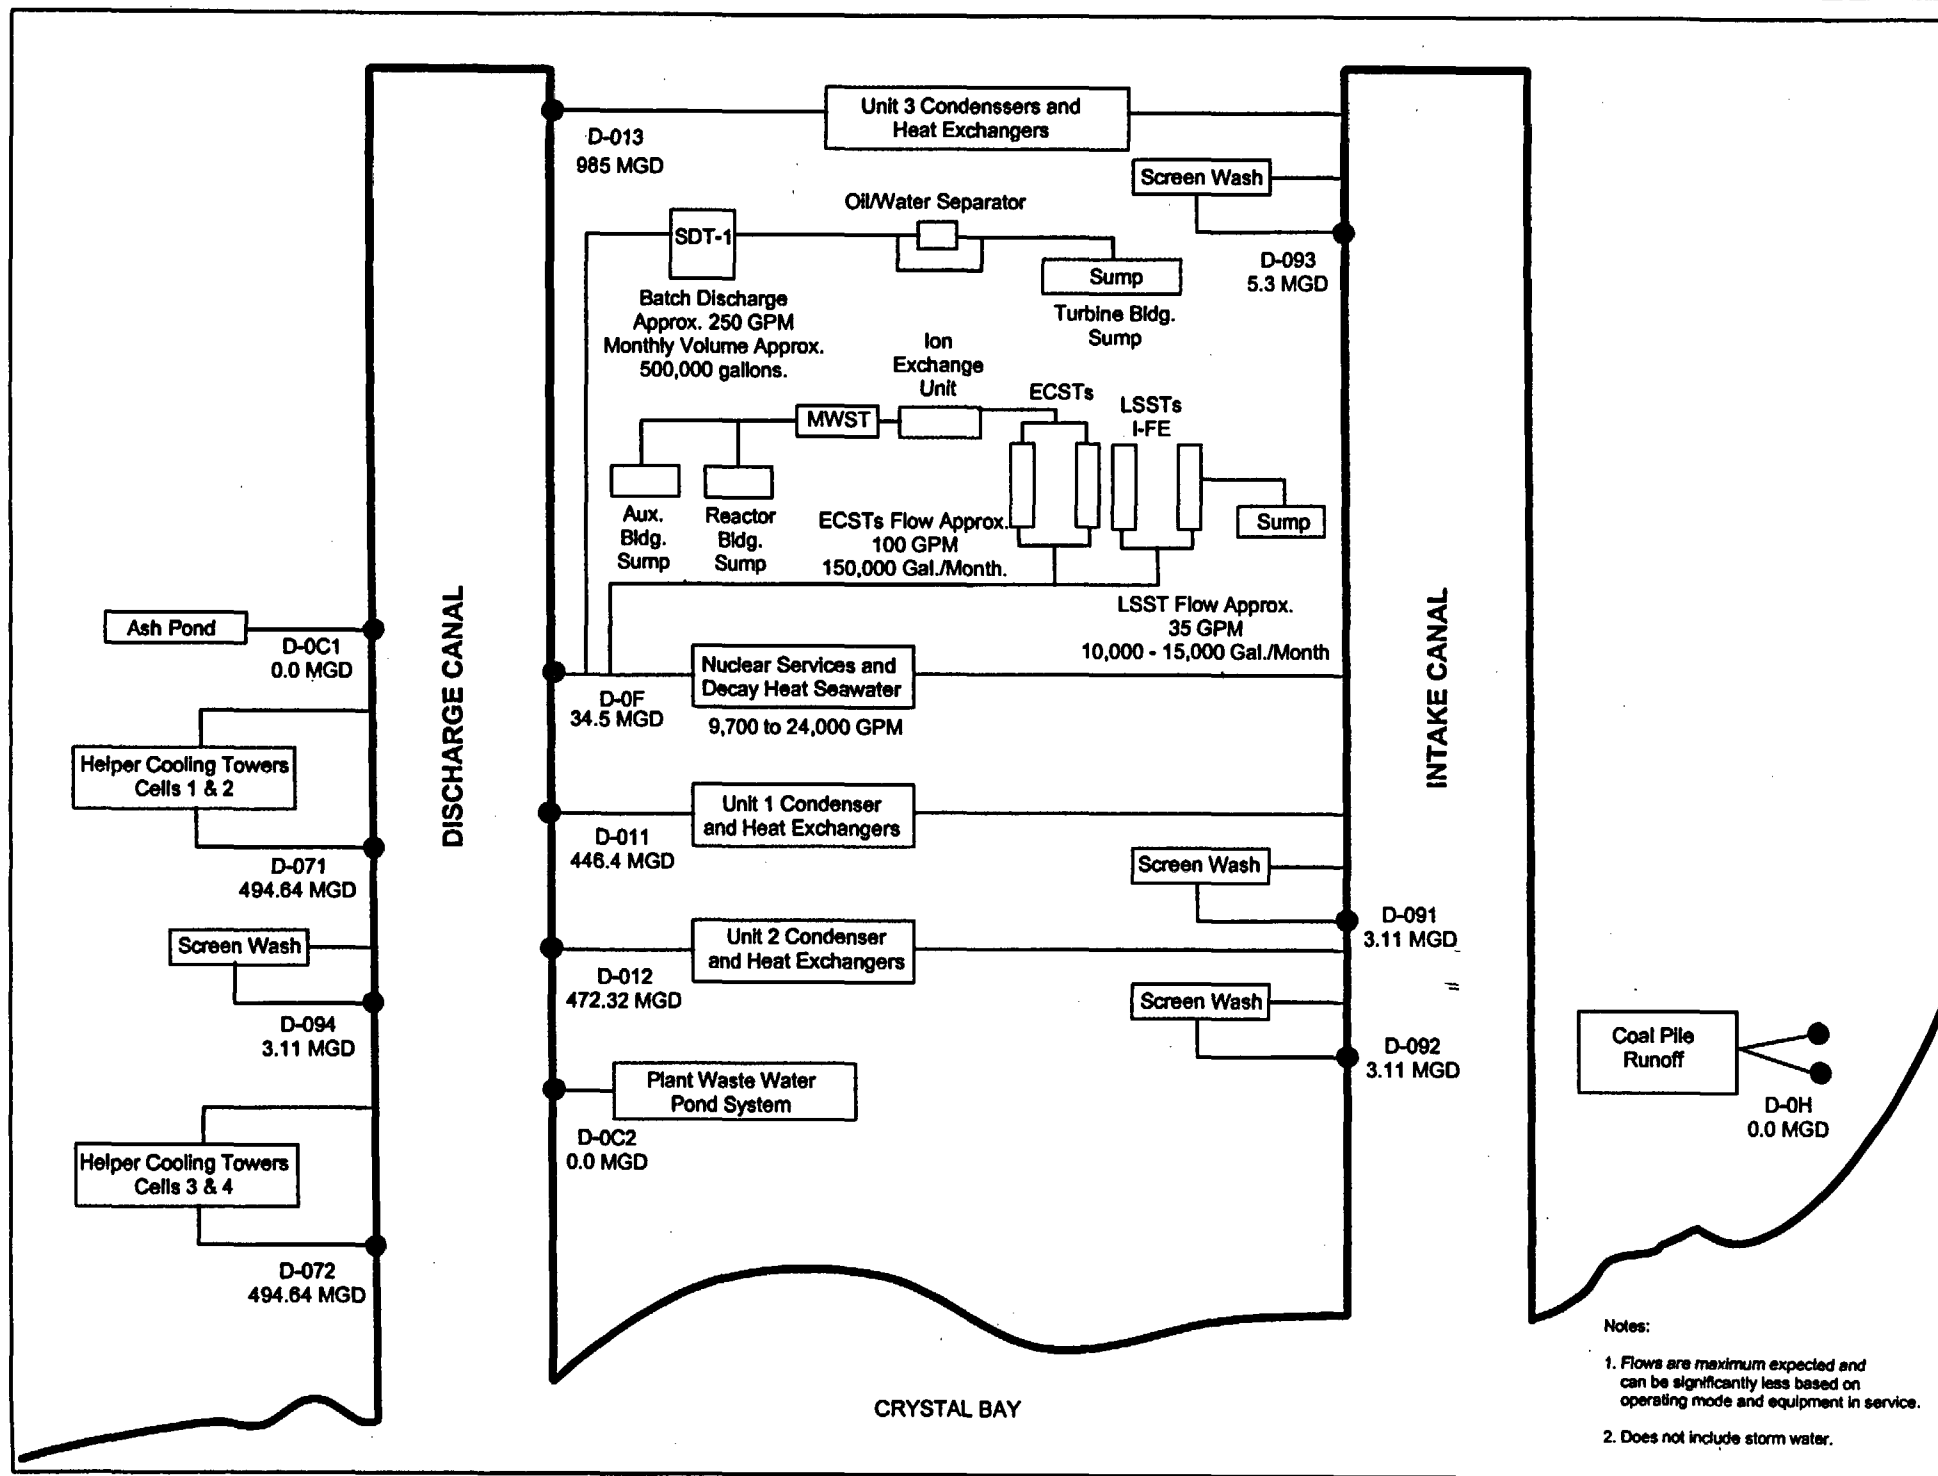 Unit 3 Condenssers and
Heat Exchangers
D-013
985 MGD
Screen Wash
D-093
5.3 MGD
Oil/Water Separator
SDT-1
Sump
Turbine Bldg.
Sump
Batch Discharge
Approx. 250 GPM
Monthly Volume Approx.
500,000 gallons.
Ion
Exchange
Unit
ECSTs
LSSTs
I-FE
MWST
Aux.
Bldg.
Sump
Reactor
Bldg.
Sump
ECSTs Flow Approx.
100 GPM
150,000 Gal./Month.
Sump
LSST Flow Approx.
35 GPM
10,000 - 15,000 Gal./Month
Ash Pond
D-0C1
0.0 MGD
DISCHARGE CANAL
INTAKE CANAL
Nuclear Services and
Decay Heat Seawater
D-0F
34.5 MGD
9,700 to 24,000 GPM
Helper Cooling Towers
Cells 1 & 2
D-071
494.64 MGD
Unit 1 Condenser
and Heat Exchangers
D-011
446.4 MGD
Screen Wash
D-091
3.11 MGD
Screen Wash
D-094
3.11 MGD
Unit 2 Condenser
and Heat Exchangers
D-012
472.32 MGD
Screen Wash
D-092
3.11 MGD
Coal Pile
Runoff
D-0H
0.0 MGD
Plant Waste Water
Pond System
D-0C2
0.0 MGD
Helper Cooling Towers
Cells 3 & 4
D-072
494.64 MGD
CRYSTAL BAY
Notes:
1. Flows are maximum expected and
can be significantly less based on
operating mode and equipment in service.
2. Does not include storm water.